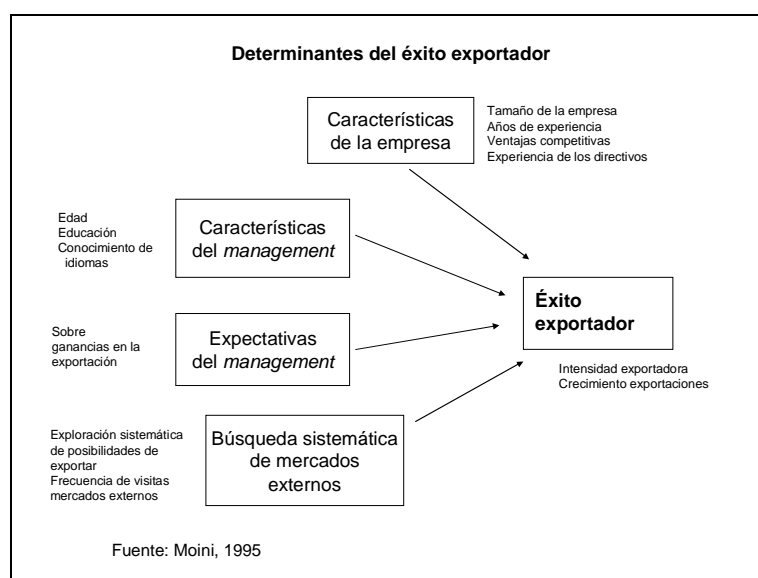 Determinantes del éxito exportador
Características
de la empresa
Tamaño de la empresa
Años de experiencia
Ventajas competitivas
Experiencia de los directivos
Edad
Educación
Conocimiento de
idiomas
Características
del management
Éxito
exportador
Sobre
ganancias en la
exportación
Expectativas
del management
Intensidad exportadora
Crecimiento exportaciones
Exploración sistemática
de posibilidades de
exportar
Frecuencia de visitas
mercados externos
Búsqueda sistemática
de mercados
externos
Fuente: Moini, 1995